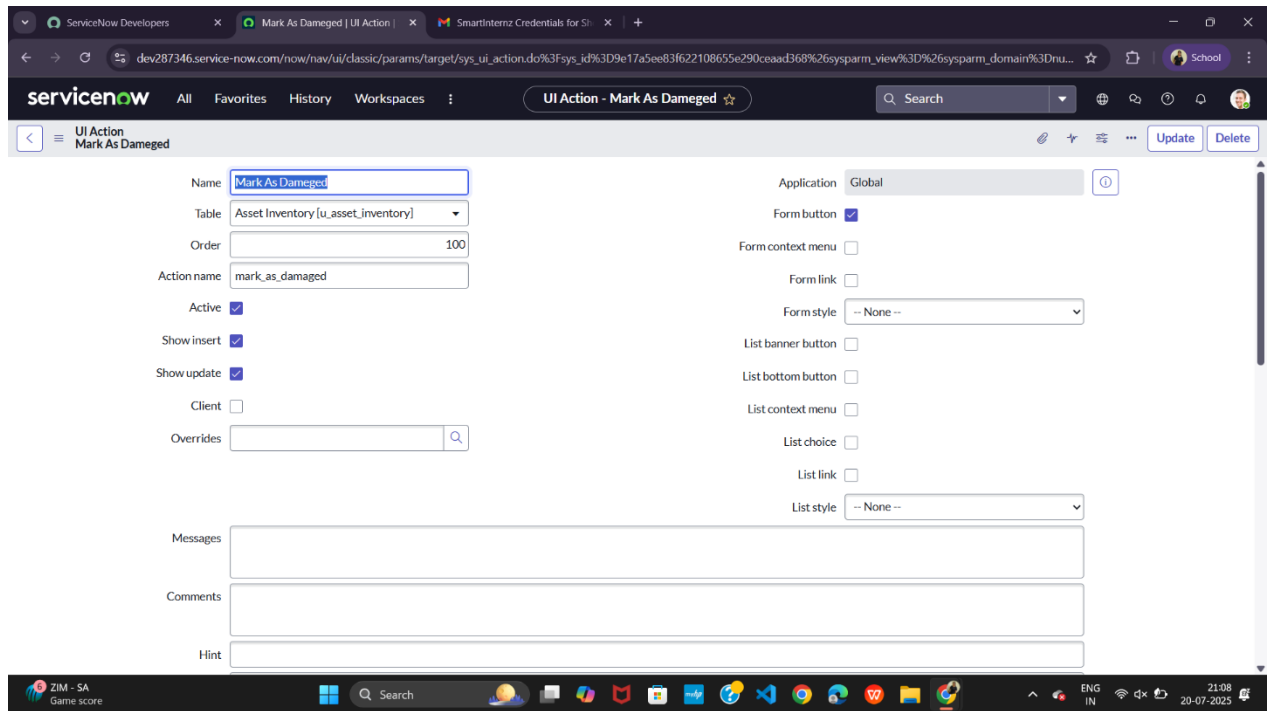 ServiceNow Developers
Mark As Dameged | UI Action |
SmartInternz Credentials for Sh
dev287346.service-now.com/now/nav/ui/classic/params/target/sys_ui_action.do%3Fsys_id%3D9e17a5ee83f622108655e290ceaad368%26sysparm_view%3D%26sysparm_domain%3Dnu...
School
servicenow All Favorites History Workspaces
UI Action - Mark As Dameged
Search
UI Action
Mark As Dameged
Update Delete
Name Mark As Dameged
Application Global
Table Asset Inventory [u_asset_inventory]
Form button
Order 100
Form context menu
Action name mark_as_damaged
Form link
Active
Form style -- None --
Show insert
List banner button
Show update
List bottom button
Client
List context menu
Overrides
List choice
List link
List style -- None --
Messages
Comments
Hint
6
ZIM - SA
Game score
Search
ENG
IN
21:08
20-07-2025